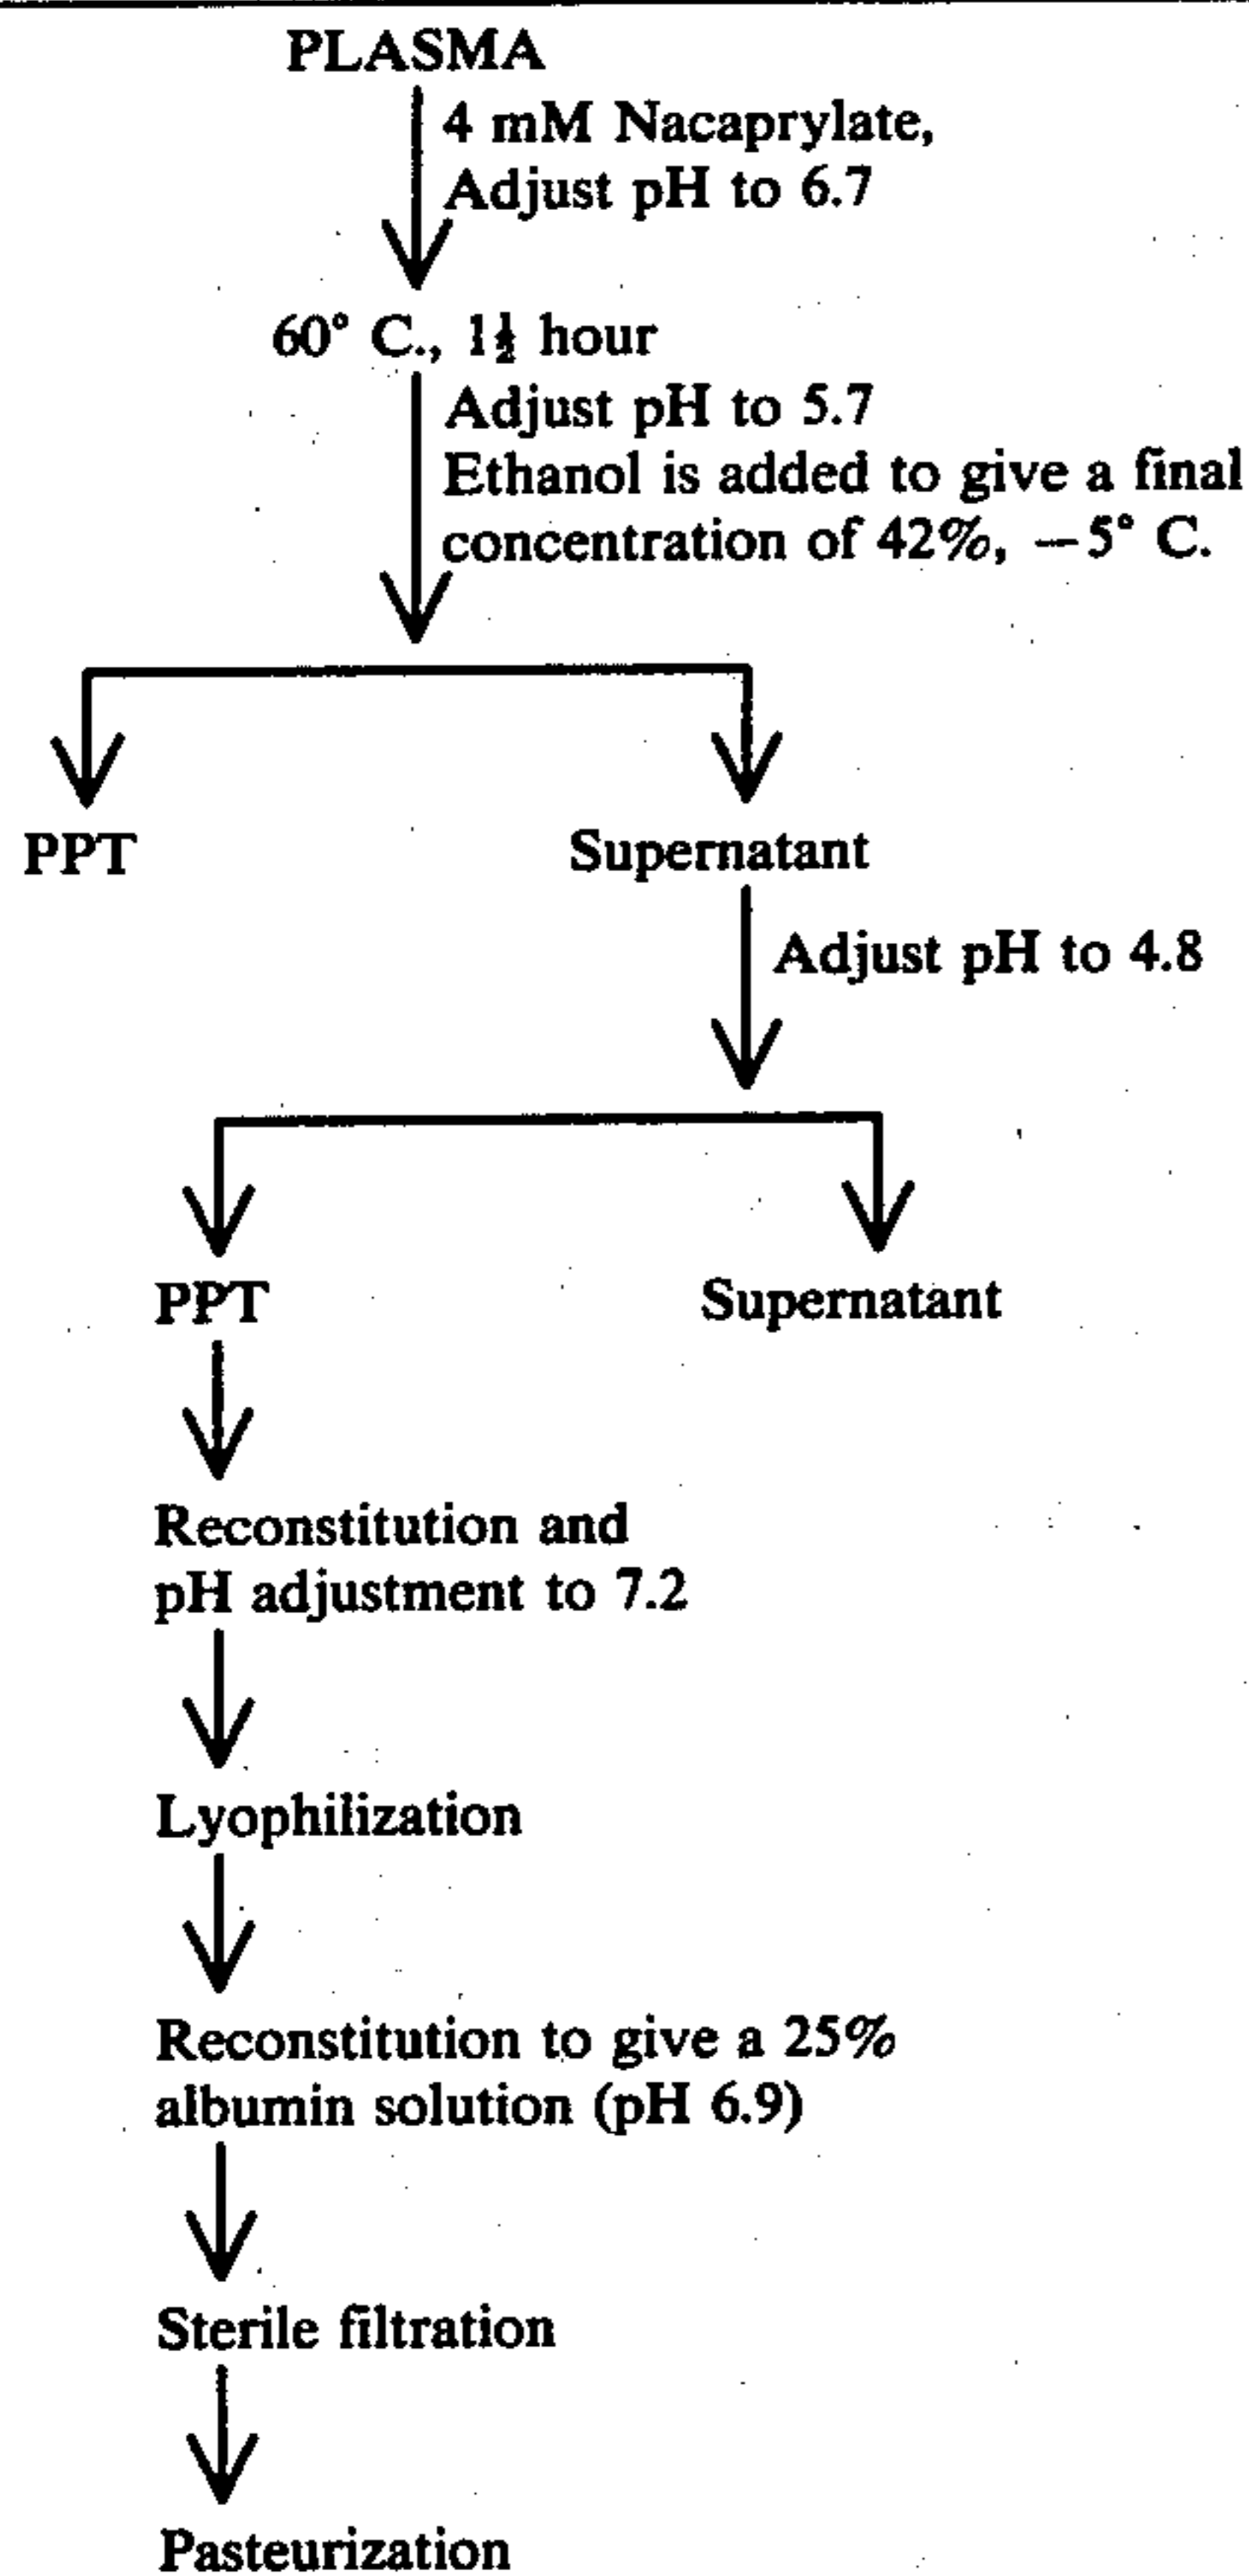 PLASMA
4 mM Nacaprylate,
Adjust pH to 6.7
60° C., 1½ hour
Adjust pH to 5.7
Ethanol is added to give a final
concentration of 42%, —5° C.
PPT
Supernatant
Adjust pH to 4.8
PPT
Supernatant
Reconstitution and
pH adjustment to 7.2
Lyophilization
Reconstitution to give a 25%
albumin solution (pH 6.9)
Sterile filtration
Pasteurization